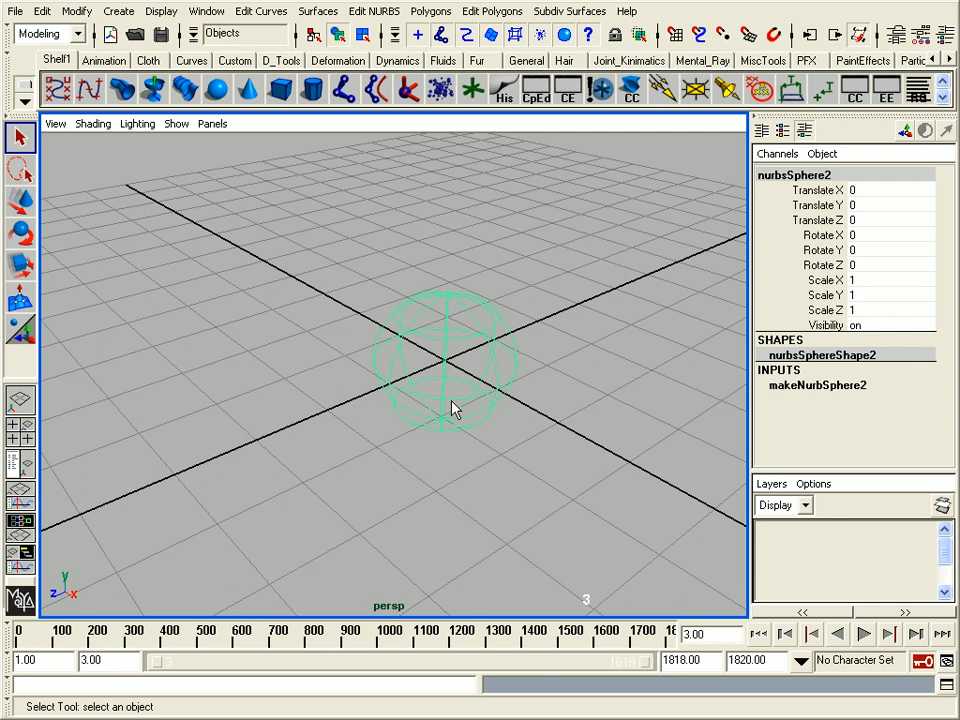 File Edit Modify Create Display Window Edit Curves Surfaces Edit NURBS Polygons Edit Polygons Subdiv Surfaces Help
Modeling Objects
Shelf1 Animation Cloth Curves Custom D_Tools Deformation Dynamics Fluids Fur General Hair Joint_Kinematics Mental_Ray MiscTools PFX PaintEffects Partic
His CpEd CE CC CC EE RG
View Shading Lighting Show Panels
Channels Object
nurbsSphere2
Translate X 0
Translate Y 0
Translate Z 0
Rotate X 0
Rotate Y 0
Rotate Z 0
Scale X 1
Scale Y 1
Scale Z 1
Visibility on
SHAPES
nurbsSphereShape2
INPUTS
makeNurbSphere2
Layers Options
Display
y
z x
persp
3
MAYA
<< >>
0 100 200 300 400 500 600 700 800 900 1000 1100 1200 1300 1400 1500 1600 1700 18
3.00
1.00 3.00 3 1818 1818.00 1820.00 No Character Set
Select Tool: select an object